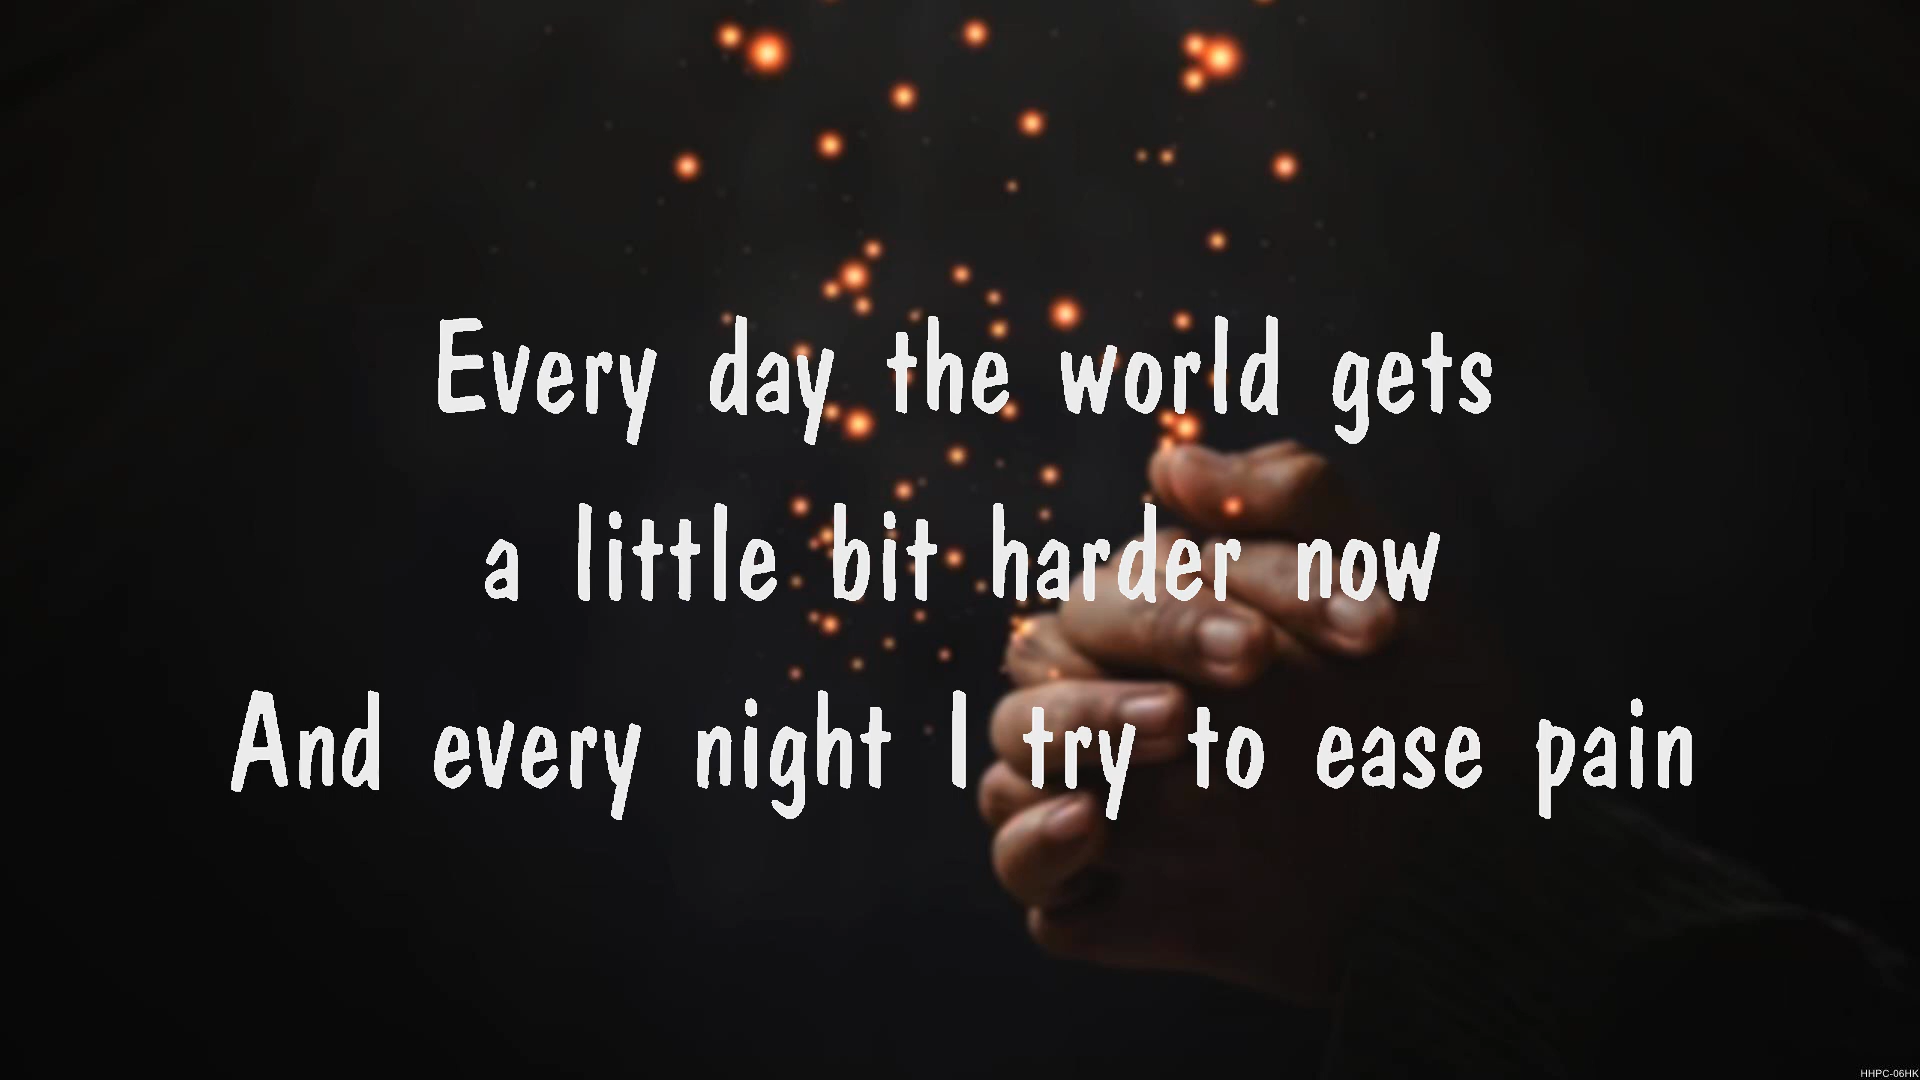 Every day the world gets
a little bit harder now
And every night I try to ease pain
HHPC-06HK